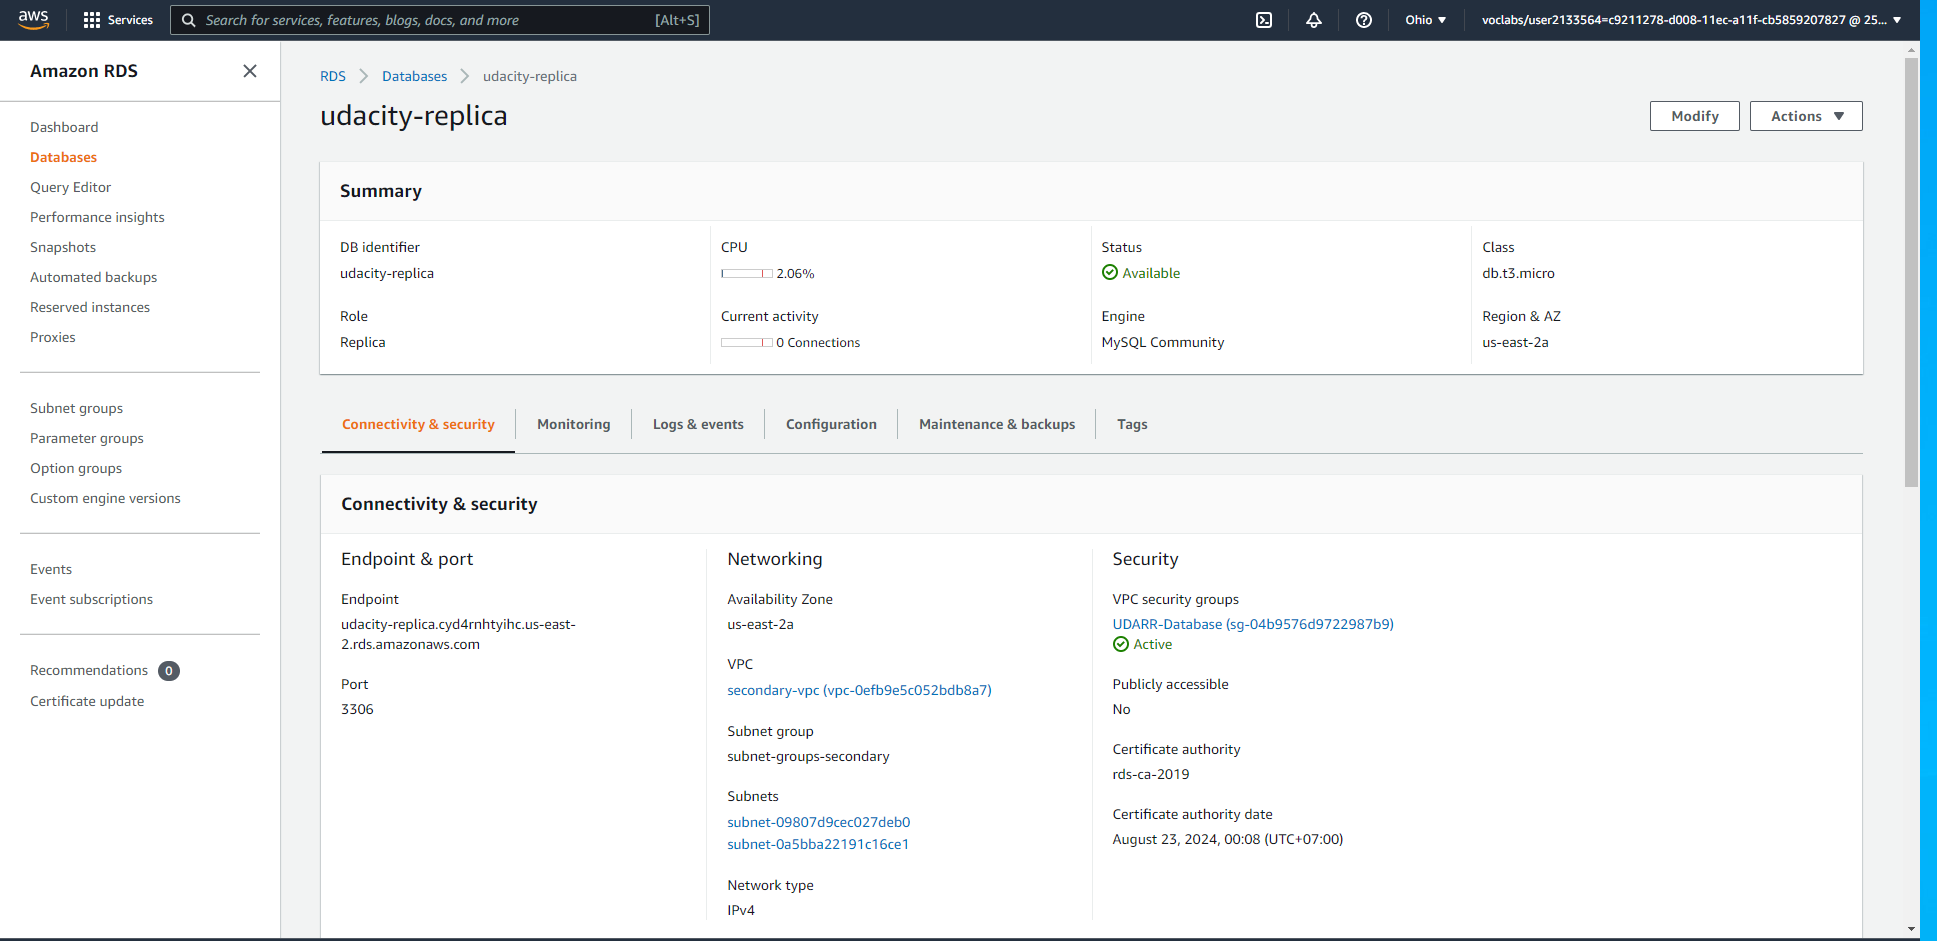 aws
Services
Search for services, features, blogs, docs, and more
[Alt+S]
Ohio
voclabs/user2133564=c9211278-d008-11ec-a11f-cb5859207827 @ 25...
Amazon RDS
Dashboard
Databases
Query Editor
Performance insights
Snapshots
Automated backups
Reserved instances
Proxies
Subnet groups
Parameter groups
Option groups
Custom engine versions
Events
Event subscriptions
Recommendations 0
Certificate update
RDS
Databases
udacity-replica
udacity-replica
Modify
Actions
Summary
DB identifier
udacity-replica
CPU
2.06%
Status
Available
Class
db.t3.micro
Role
Replica
Current activity
0 Connections
Engine
MySQL Community
Region & AZ
us-east-2a
Connectivity & security
Monitoring
Logs & events
Configuration
Maintenance & backups
Tags
Connectivity & security
Endpoint & port
Endpoint
udacity-replica.cyd4rnhtyihc.us-east-
2.rds.amazonaws.com
Port
3306
Networking
Availability Zone
us-east-2a
VPC
secondary-vpc (vpc-0efb9e5c052bdb8a7)
Subnet group
subnet-groups-secondary
Subnets
subnet-09807d9cec027deb0
subnet-0a5bba22191c16ce1
Network type
IPv4
Security
VPC security groups
UDARR-Database (sg-04b9576d9722987b9)
Active
Publicly accessible
No
Certificate authority
rds-ca-2019
Certificate authority date
August 23, 2024, 00:08 (UTC+07:00)